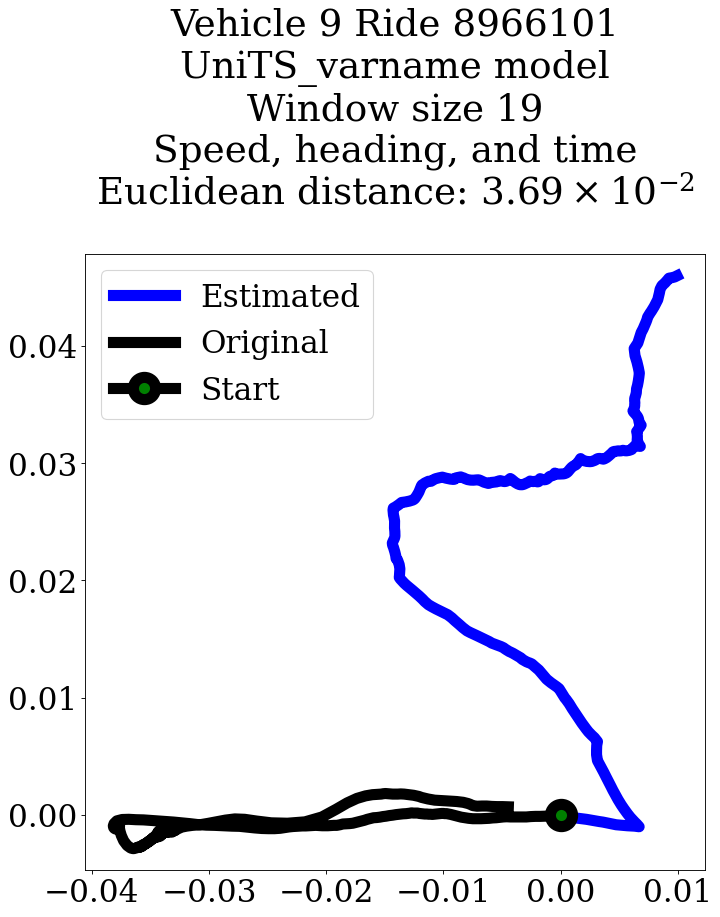 Vehicle 9 Ride 8966101
UniTS_varname model
Window size 19
Speed, heading, and time
Euclidean distance: 3.69 × 10⁻²
Estimated
Original
Start
0.04
0.03
0.02
0.01
0.00
−0.04 −0.03 −0.02 −0.01 0.00 0.01